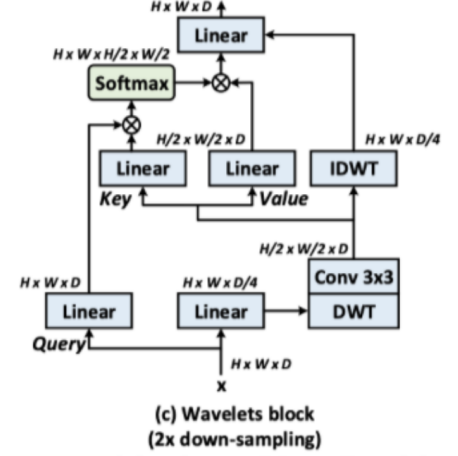 H x W x D
Linear
H x W x H/2 x W/2
Softmax
H/2 x W/2 x D
H x W x D/4
Linear
Linear
IDWT
Key
Value
H/2 x W/2 x D
H x W x D
H x W x D/4
Conv 3x3
Linear
Linear
DWT
Query
H x W x D
x
(c) Wavelets block
(2x down-sampling)